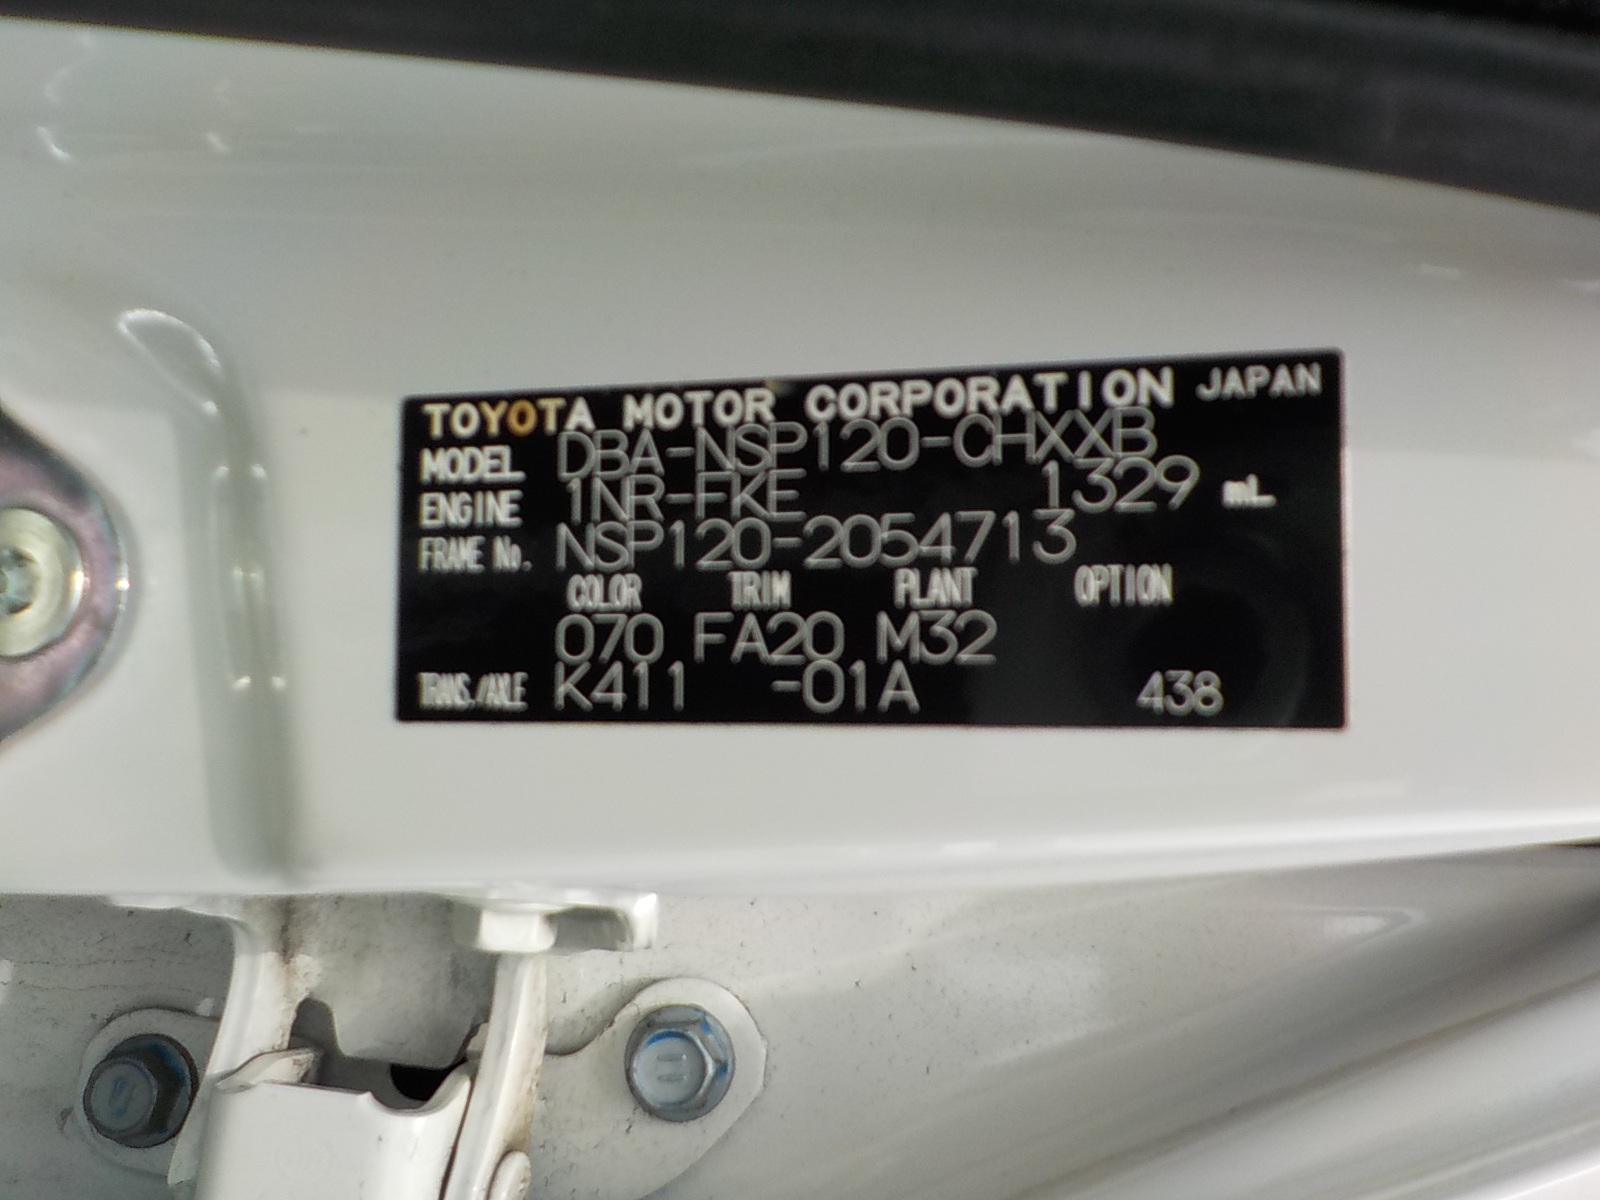 TOYOTA MOTOR CORPORATION JAPAN
MODEL DBA-NSP120-CHXXB
ENGINE 1NR-FKE 1329 mL
FRAME No. NSP120-2054713
COLOR TRIM PLANT OPTION
070 FA20 M32
TRANS./AXLE K411 -01A 438